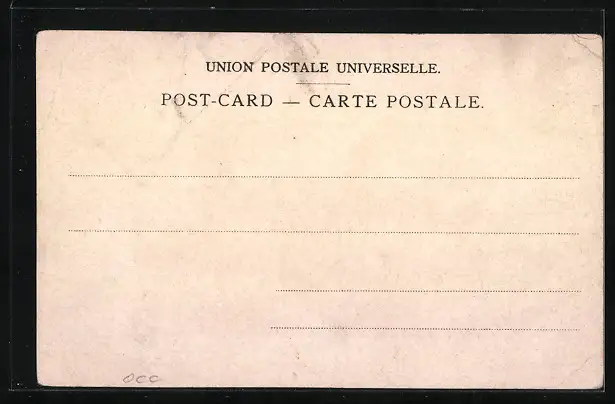 UNION POSTALE UNIVERSELLE.
POST-CARD — CARTE POSTALE.